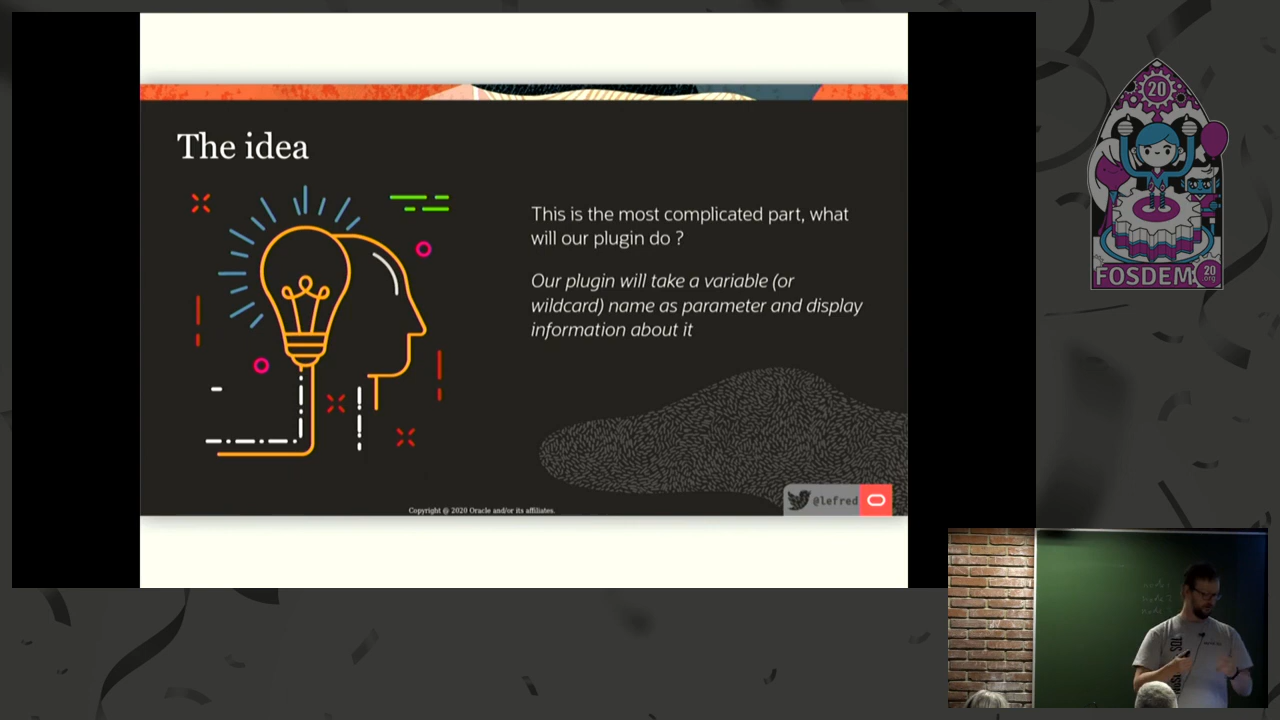 The idea
This is the most complicated part, what
will our plugin do ?
Our plugin will take a variable (or
wildcard) name as parameter and display
information about it
@lefred
Copyright @ 2020 Oracle and/or its affiliates.
20
FOSDEM
20
org